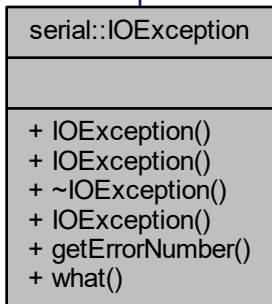 serial::IOException
+ IOException()
+ IOException()
+ ~IOException()
+ IOException()
+ getErrorNumber()
+ what()